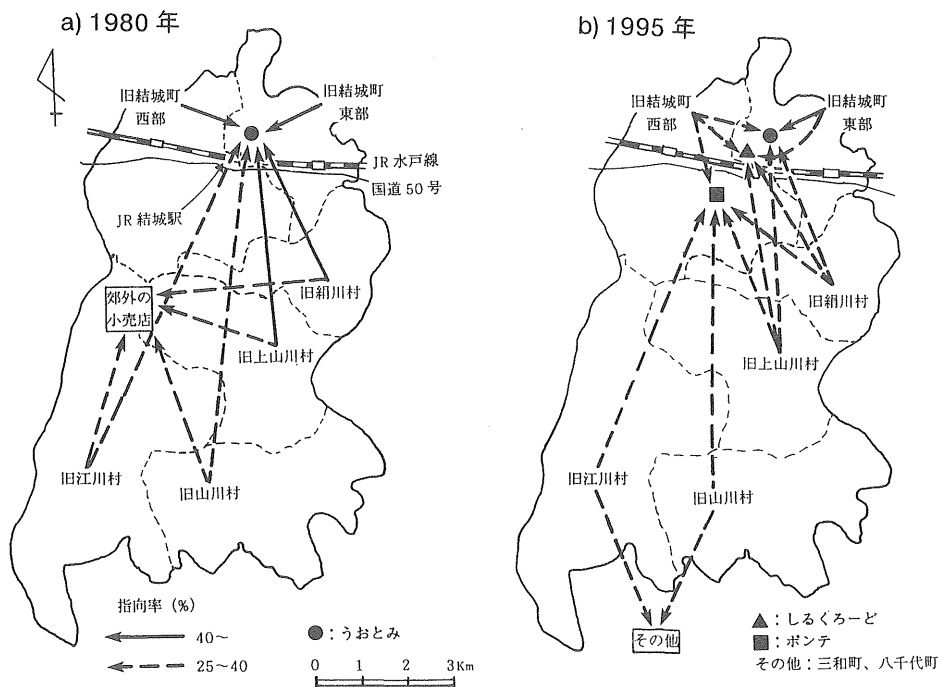 a) 1980 年
旧結城町
西部
旧結城町
東部
JR 水戸線
国道 50 号
JR 結城駅
旧絹川村
郊外の
小売店
旧上山川村
旧江川村
旧山川村
指向率 (%)
40〜
25〜40
:うおとみ
0 1 2 3Km
b) 1995 年
旧結城町
西部
旧結城町
東部
旧絹川村
旧上山川村
旧江川村
旧山川村
その他
:しるくろーど
:ボンテ
その他:三和町、八千代町